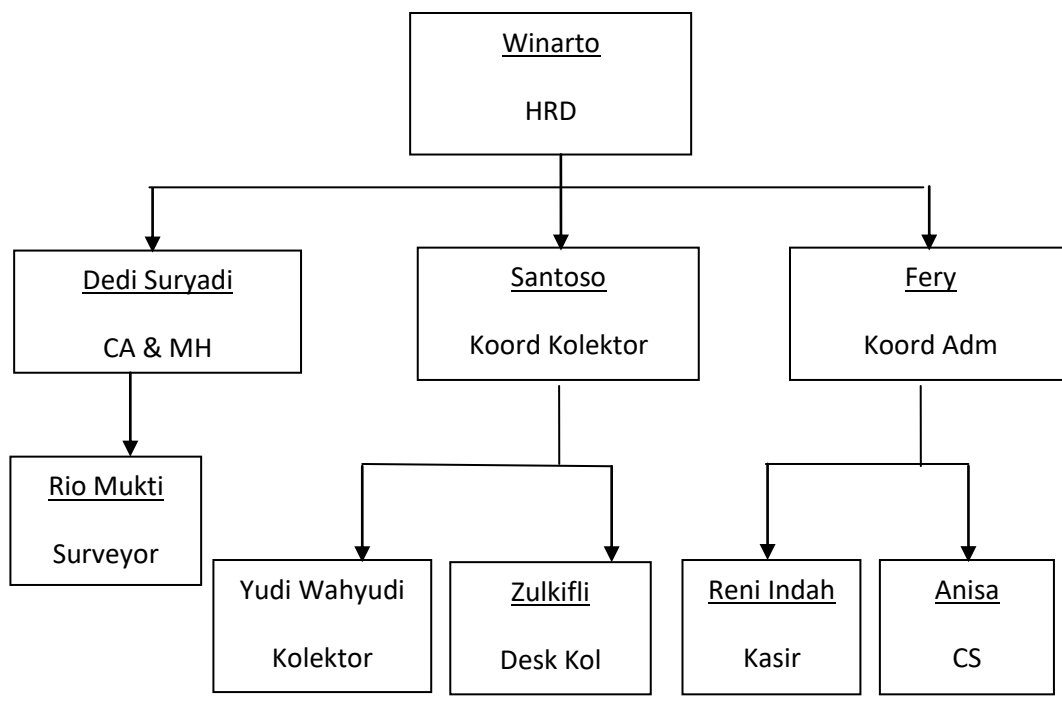 Winarto
HRD
Dedi Suryadi
CA & MH
Santoso
Koord Kolektor
Fery
Koord Adm
Rio Mukti
Surveyor
Yudi Wahyudi
Kolektor
Zulkifli
Desk Kol
Reni Indah
Kasir
Anisa
CS